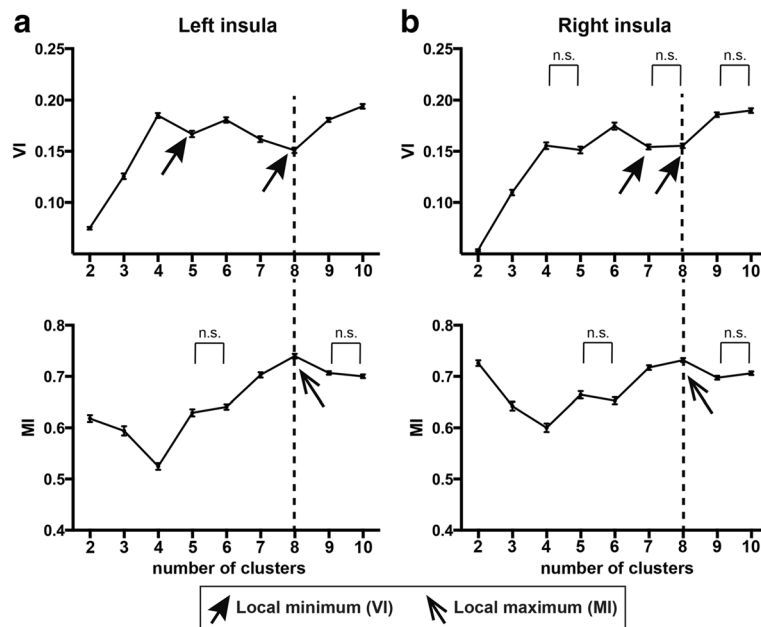 a
Left insula
0.25
0.20
0.15
0.10
VI
2 3 4 5 6 7 8 9 10
0.8
0.7
0.6
0.5
0.4
MI
n.s. n.s.
2 3 4 5 6 7 8 9 10
number of clusters
b
Right insula
0.25
0.20
0.15
0.10
VI
n.s. n.s. n.s.
2 3 4 5 6 7 8 9 10
0.8
0.7
0.6
0.5
0.4
MI
n.s. n.s.
2 3 4 5 6 7 8 9 10
number of clusters
Local minimum (VI) Local maximum (MI)